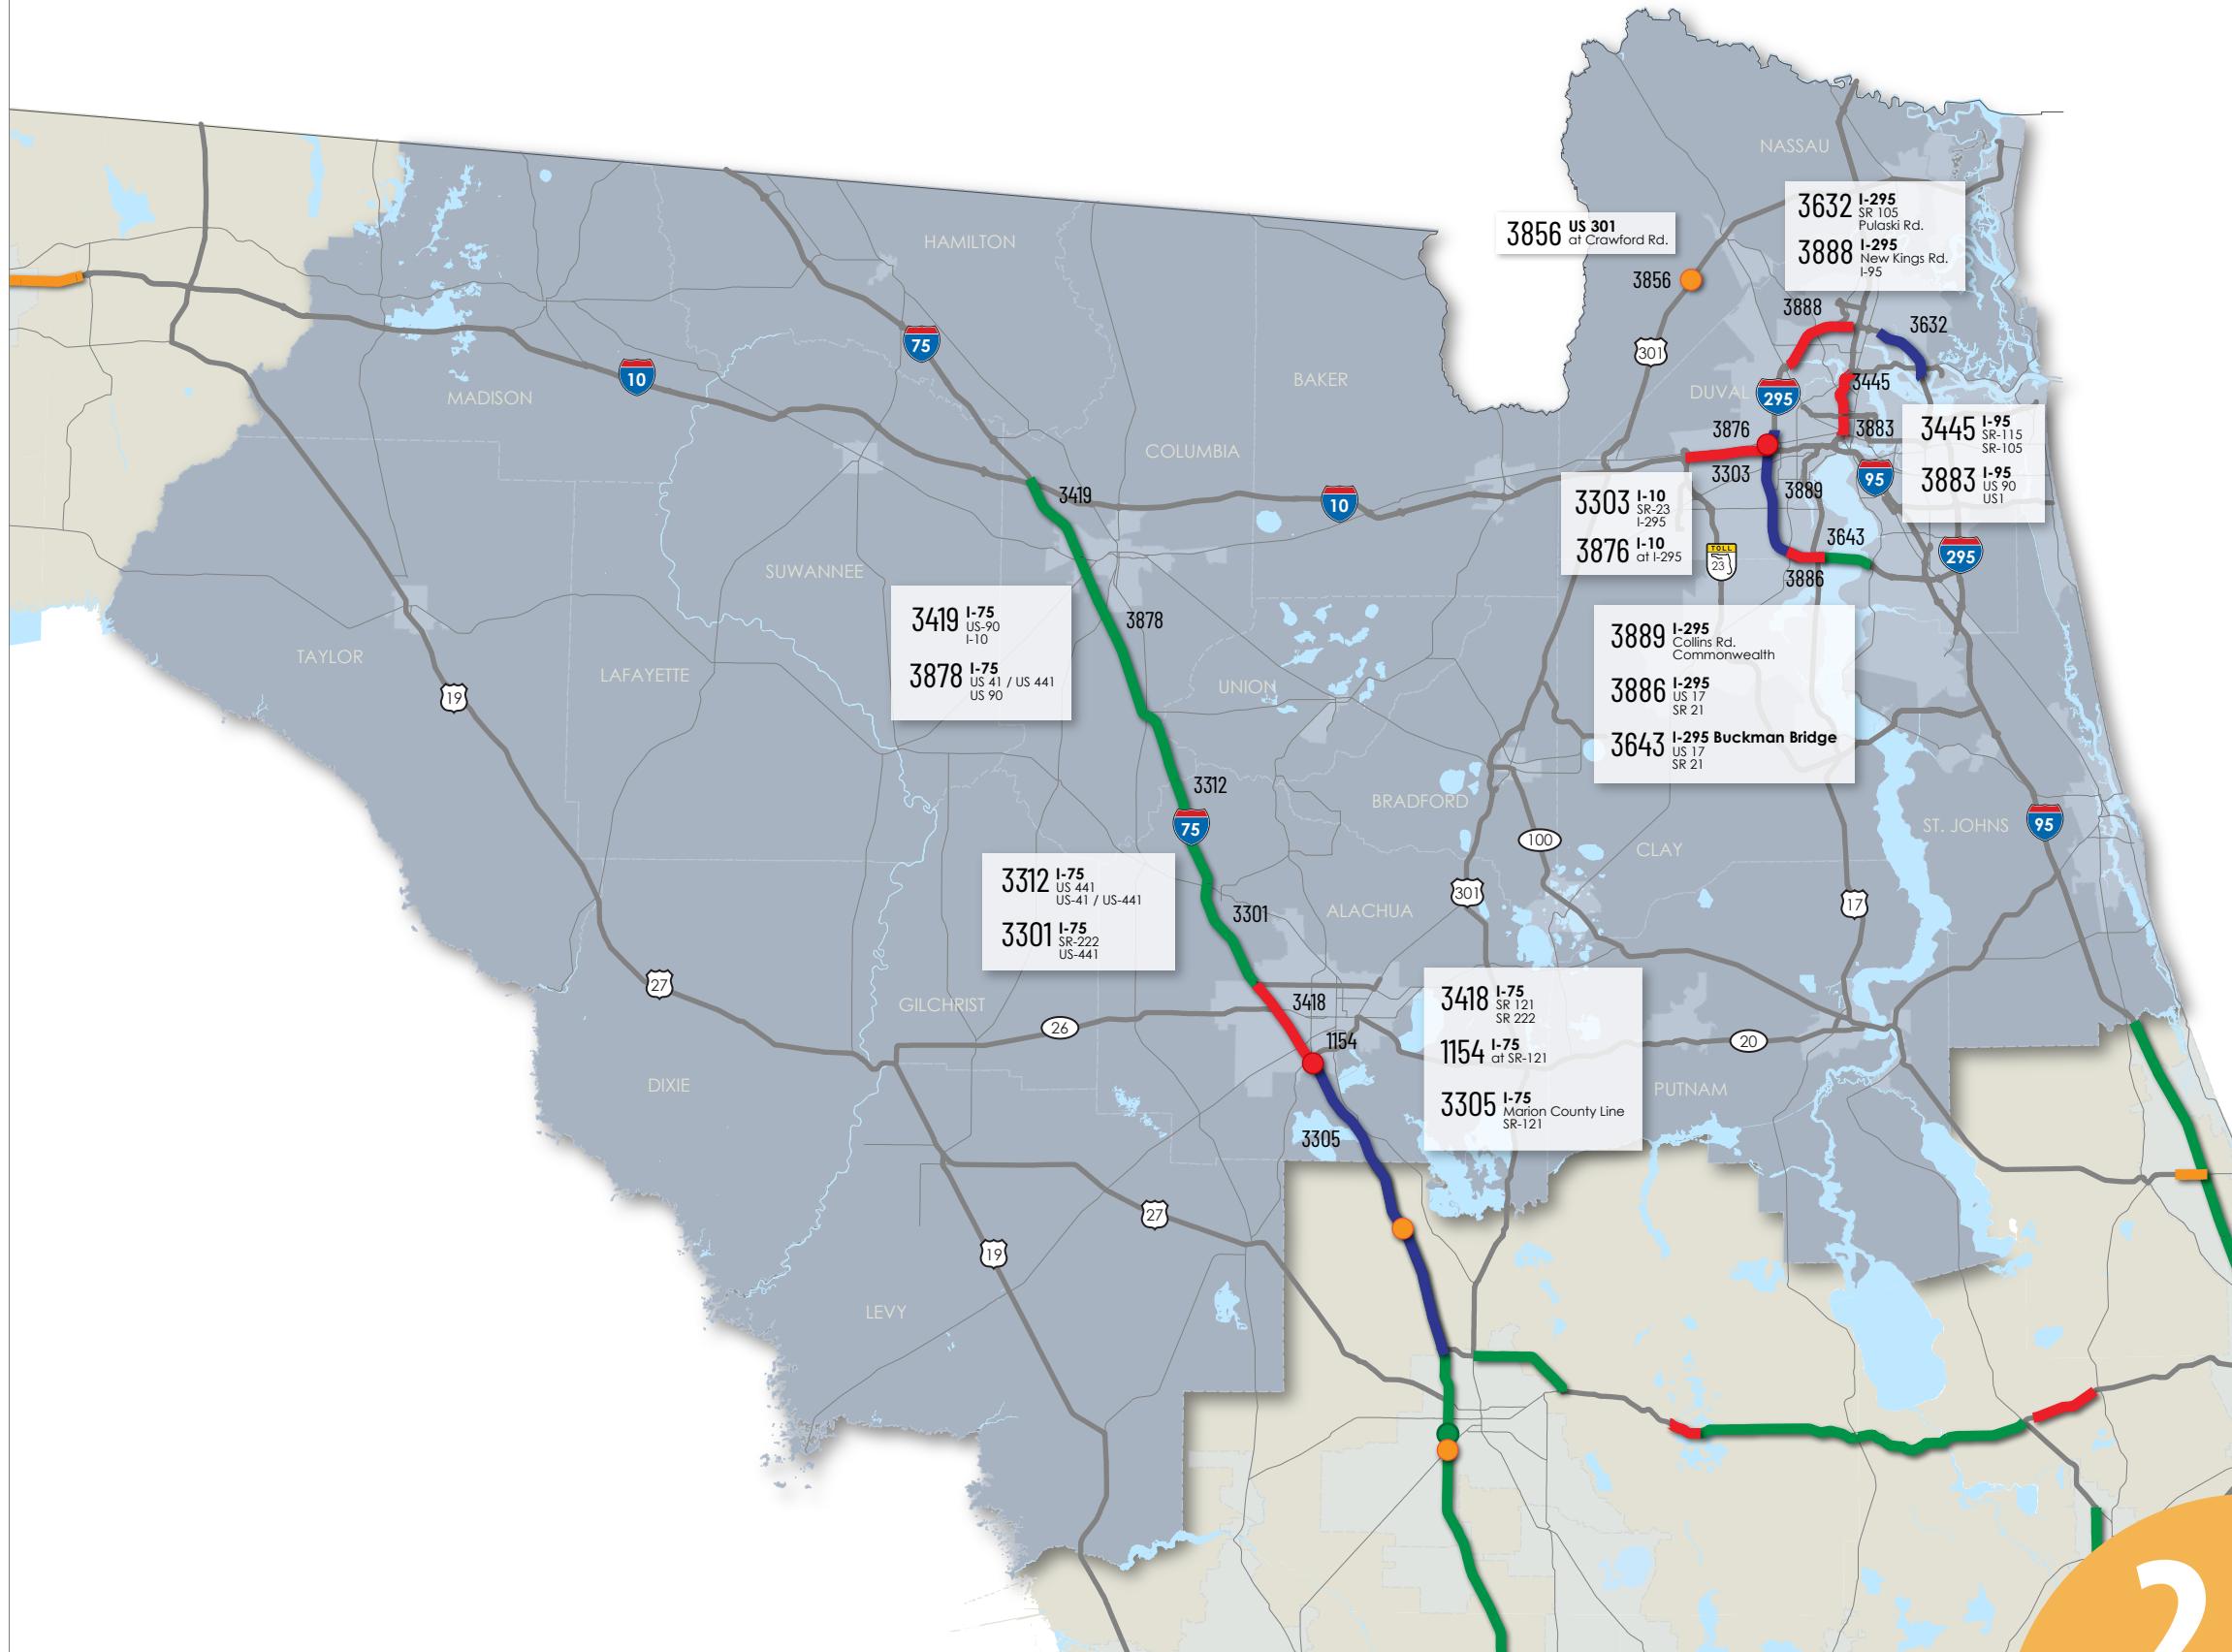 NASSAU
3632 I-295
SR 105
Pulaski Rd.
3888 I-295
New Kings Rd.
I-95
3856 US 301
at Crawford Rd.
HAMILTON
3856
3888
3632
75
301
10
MADISON
BAKER
DUVAL
295
3445
3876
3883
3445 I-95
SR-115
SR-105
3883 I-95
US 90
US1
COLUMBIA
3303
95
3419
10
3889
3303 I-10
SR-23
I-295
3876 I-10
at I-295
3643
TOLL
23
295
SUWANNEE
3886
3419 I-75
US-90
I-10
3878 I-75
US 41 / US 441
US 90
3878
3889 I-295
Collins Rd.
Commonwealth
3886 I-295
US 17
SR 21
3643 I-295 Buckman Bridge
US 17
SR 21
TAYLOR
LAFAYETTE
UNION
19
3312
BRADFORD
75
100
CLAY
ST. JOHNS
95
3312 I-75
US 441
US-41 / US-441
3301 I-75
SR-222
US-441
301
3301
ALACHUA
17
27
GILCHRIST
3418
26
3418 I-75
SR 121
SR 222
1154 I-75
at SR-121
3305 I-75
Marion County Line
SR-121
1154
20
DIXIE
PUTNAM
3305
27
19
LEVY
2